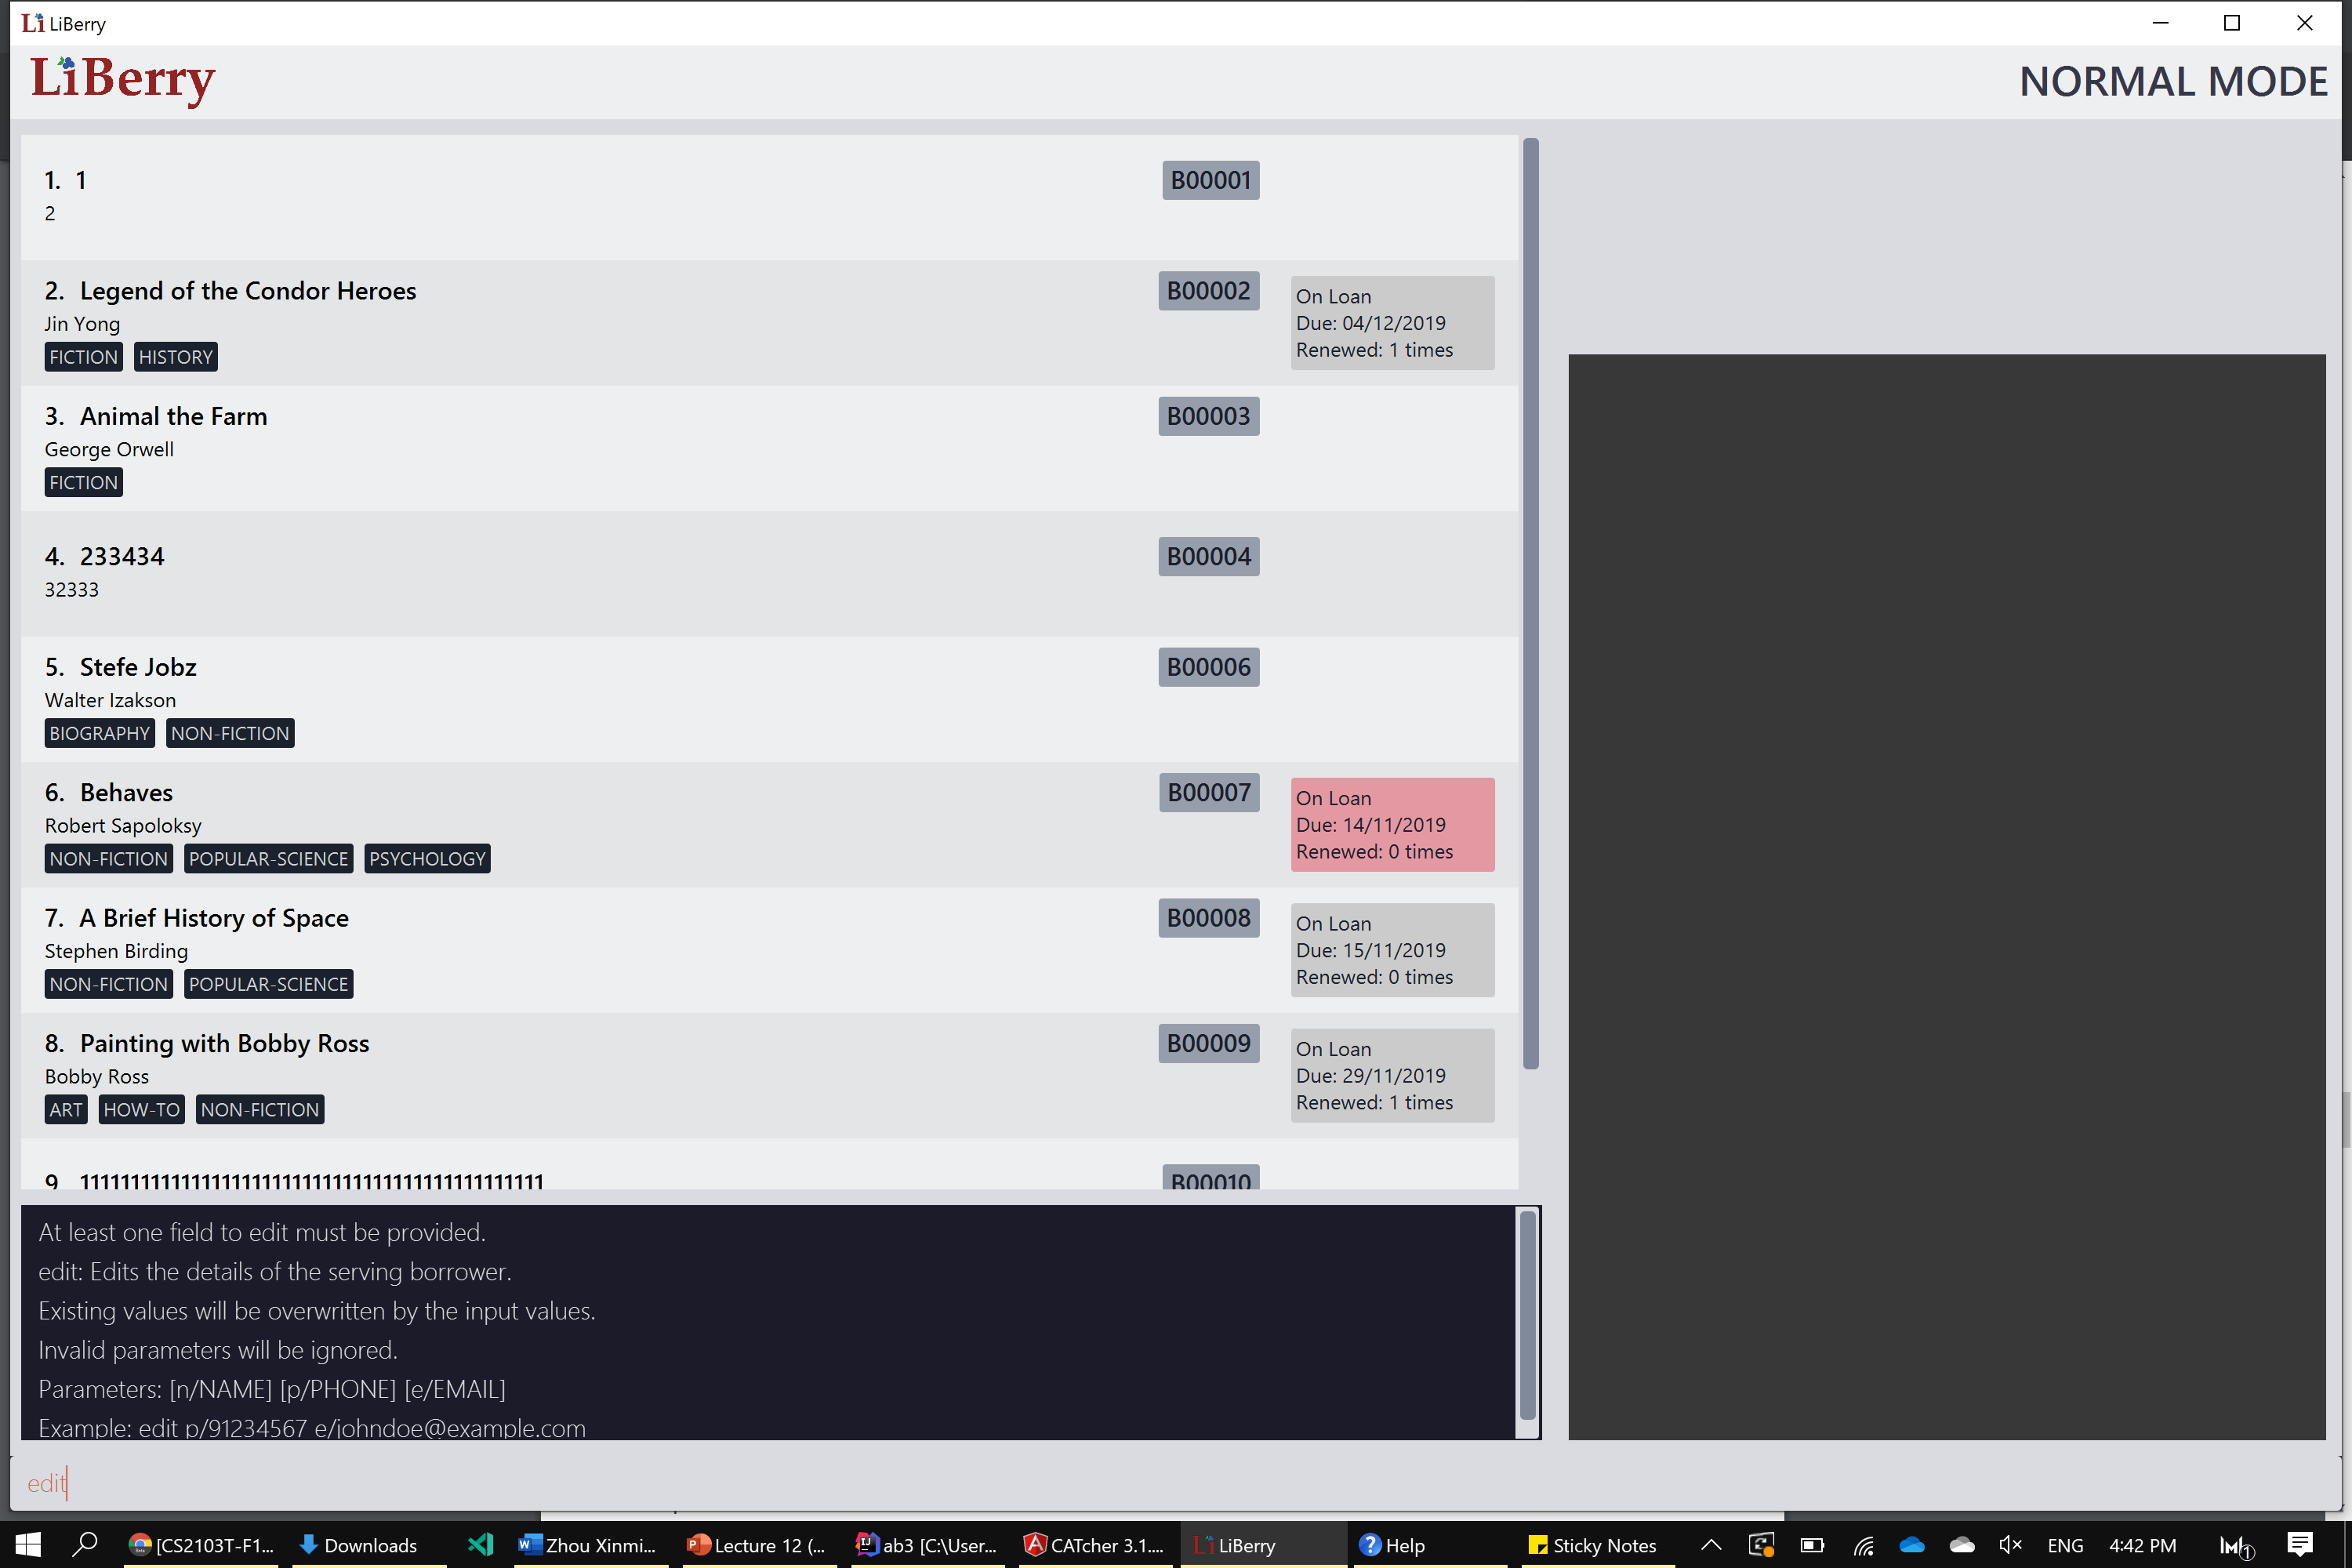 Li LiBerry
LiBerry
NORMAL MODE
1. 1
B00001
2
2. Legend of the Condor Heroes
B00002
Jin Yong
FICTION HISTORY
On Loan
Due: 04/12/2019
Renewed: 1 times
3. Animal the Farm
B00003
George Orwell
FICTION
4. 233434
B00004
32333
5. Stefe Jobz
B00006
Walter Izakson
BIOGRAPHY NON-FICTION
6. Behaves
B00007
Robert Sapoloksy
NON-FICTION POPULAR-SCIENCE PSYCHOLOGY
On Loan
Due: 14/11/2019
Renewed: 0 times
7. A Brief History of Space
B00008
Stephen Birding
NON-FICTION POPULAR-SCIENCE
On Loan
Due: 15/11/2019
Renewed: 0 times
8. Painting with Bobby Ross
B00009
Bobby Ross
ART HOW-TO NON-FICTION
On Loan
Due: 29/11/2019
Renewed: 1 times
9
B00010
At least one field to edit must be provided.
edit: Edits the details of the serving borrower.
Existing values will be overwritten by the input values.
Invalid parameters will be ignored.
Parameters: [n/NAME] [p/PHONE] [e/EMAIL]
Example: edit p/91234567 e/johndoe@example.com
edit
[CS2103T-F1... Downloads Zhou Xinmi... Lecture 12 (... ab3 [C:\User... CATcher 3.1.... LiBerry Help Sticky Notes ENG 4:42 PM